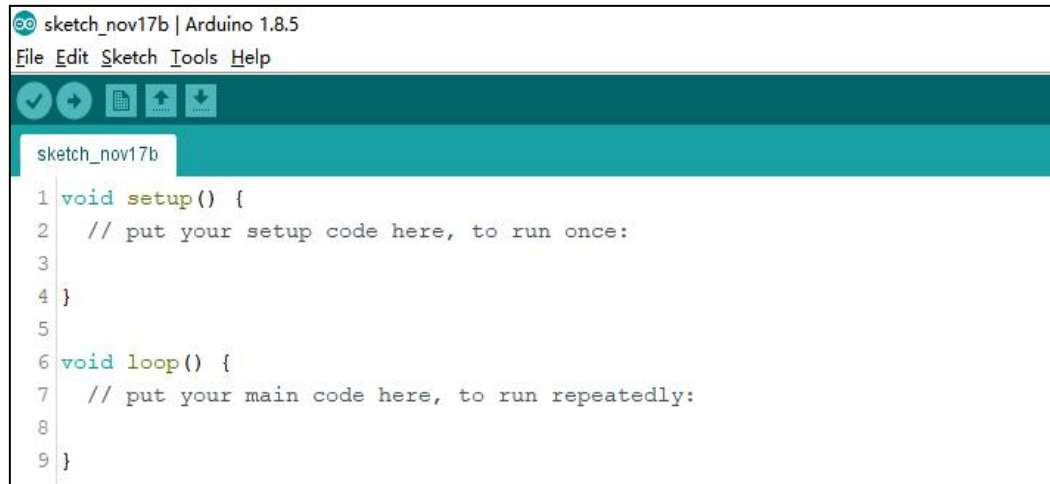 sketch_nov17b | Arduino 1.8.5
File Edit Sketch Tools Help
sketch_nov17b
1 void setup() {
2   // put your setup code here, to run once:
3
4 }
5
6 void loop() {
7   // put your main code here, to run repeatedly:
8
9 }